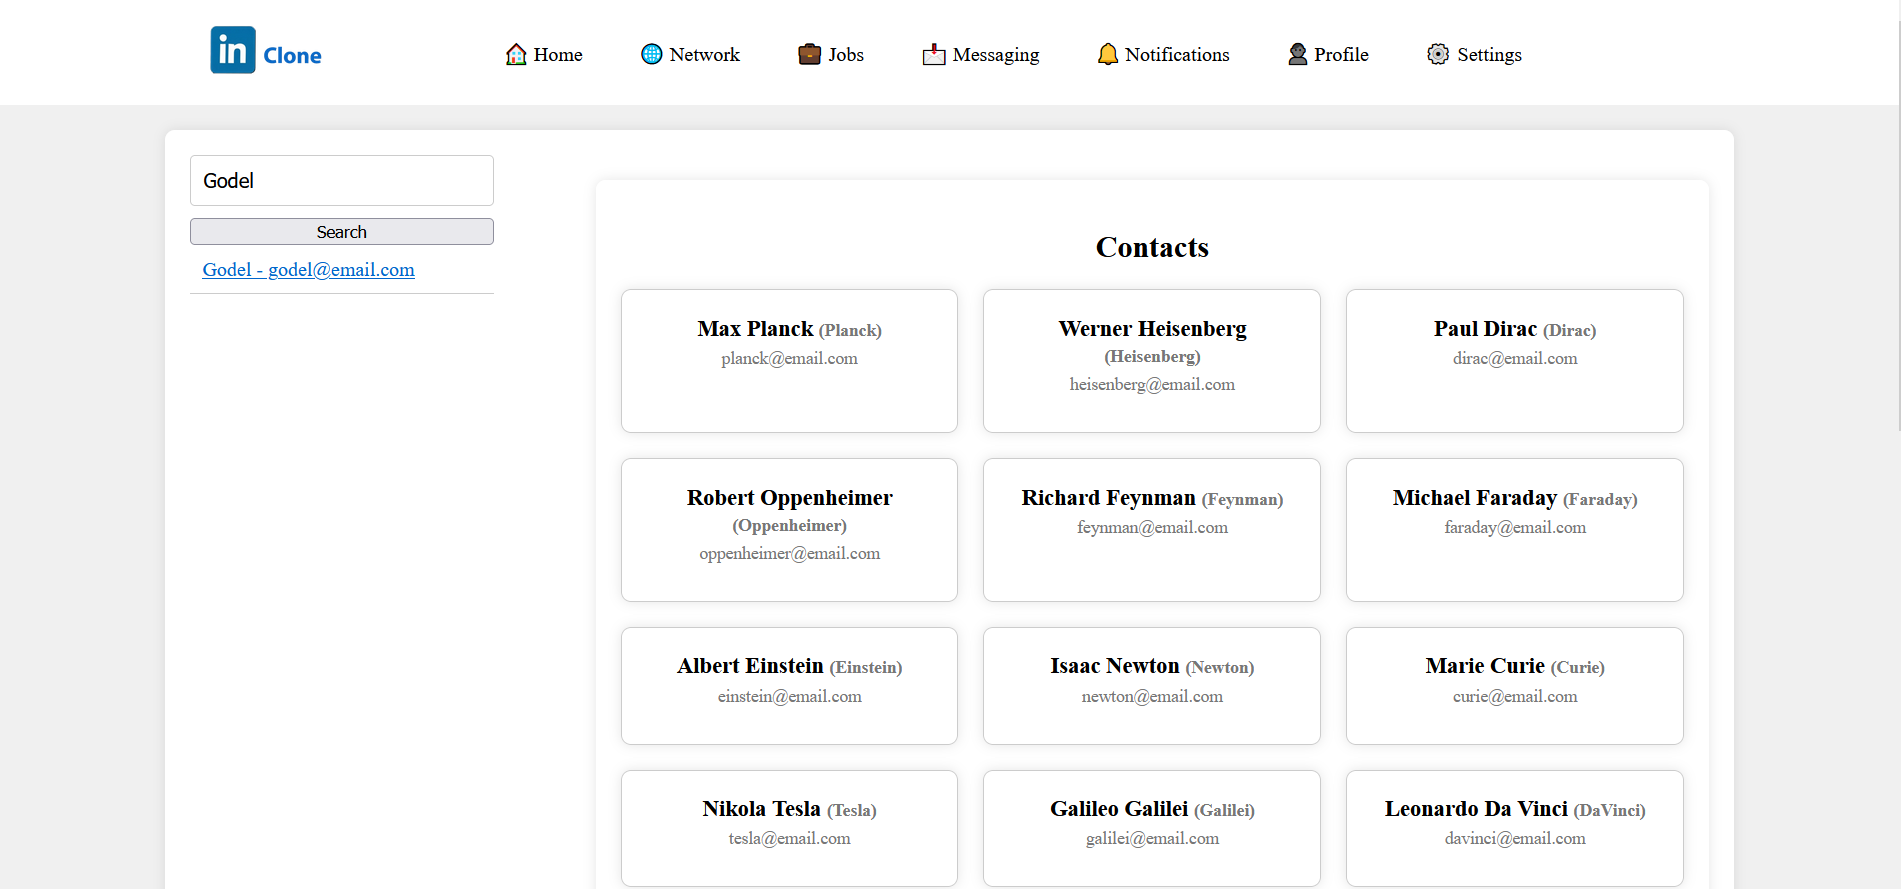 in Clone
Home
Network
Jobs
Messaging
Notifications
Profile
Settings
Godel
Search
Godel - godel@email.com
Contacts
Max Planck (Planck)
planck@email.com
Werner Heisenberg
(Heisenberg)
heisenberg@email.com
Paul Dirac (Dirac)
dirac@email.com
Robert Oppenheimer
(Oppenheimer)
oppenheimer@email.com
Richard Feynman (Feynman)
feynman@email.com
Michael Faraday (Faraday)
faraday@email.com
Albert Einstein (Einstein)
einstein@email.com
Isaac Newton (Newton)
newton@email.com
Marie Curie (Curie)
curie@email.com
Nikola Tesla (Tesla)
tesla@email.com
Galileo Galilei (Galilei)
galilei@email.com
Leonardo Da Vinci (DaVinci)
davinci@email.com